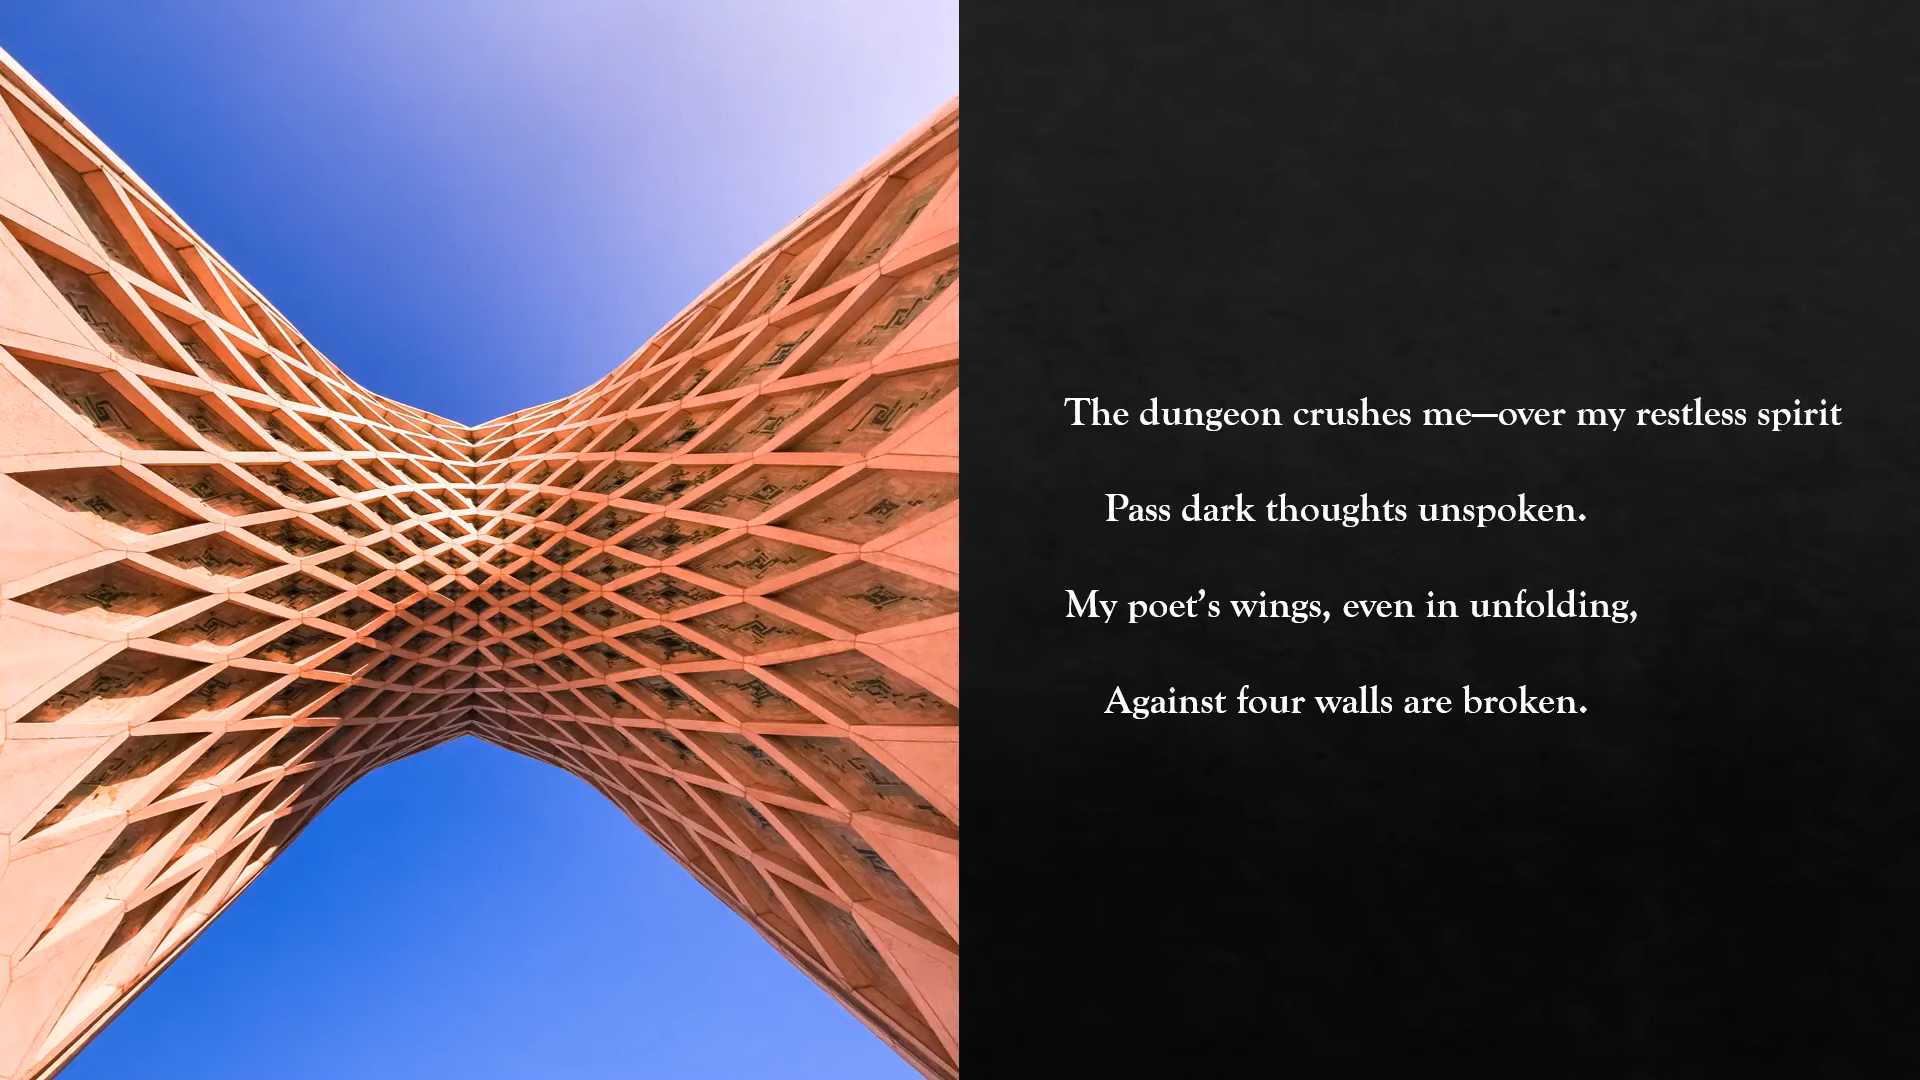 The dungeon crushes me—over my restless spirit
Pass dark thoughts unspoken.
My poet’s wings, even in unfolding,
Against four walls are broken.